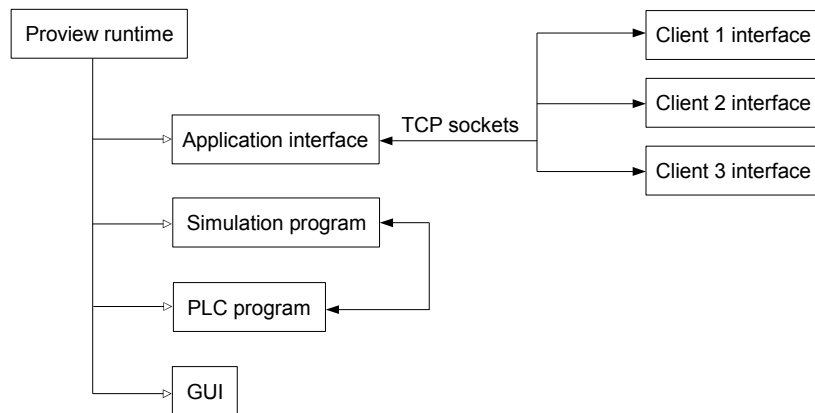 Proview runtime
Client 1 interface
Client 2 interface
TCP sockets
Application interface
Client 3 interface
Simulation program
PLC program
GUI